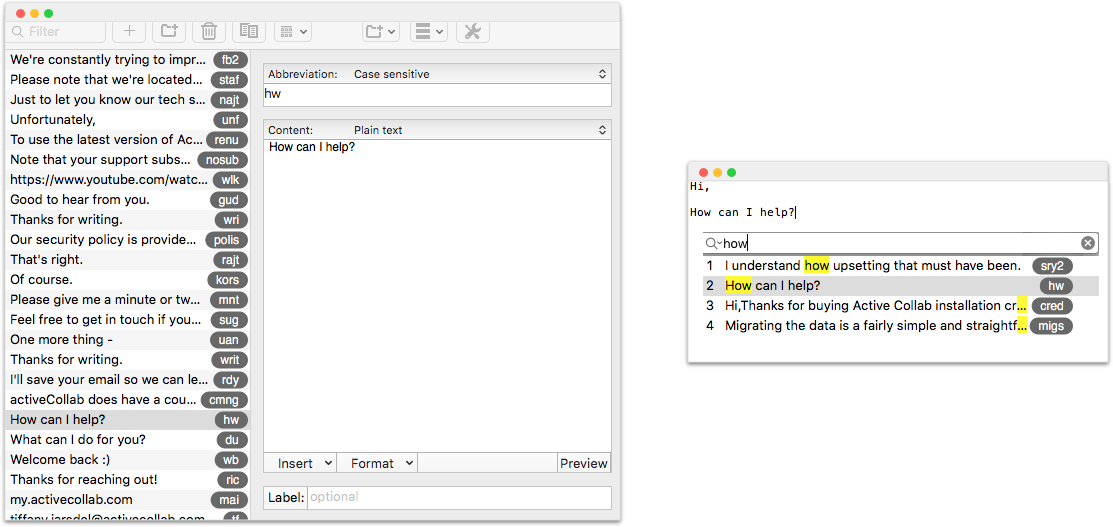 Filter
We're constantly trying to impr... fb2
Please note that we're located... staf
Just to let you know our tech s... najt
Unfortunately, unf
To use the latest version of Ac... renu
Note that your support subs... nosub
https://www.youtube.com/watc... wlk
Good to hear from you. gud
Thanks for writing. wri
Our security policy is provide... polis
That's right. rajt
Of course. kors
Please give me a minute or tw... mnt
Feel free to get in touch if you... sug
One more thing - uan
Thanks for writing. writ
I'll save your email so we can le... rdy
activeCollab does have a cou... cmng
How can I help? hw
What can I do for you? du
Welcome back :) wb
Thanks for reaching out! ric
my.activecollab.com mai
tiffany.jarsdel@activecollab.com tf
Abbreviation: Case sensitive
hw
Content: Plain text
How can I help?
Insert Format Preview
Label: optional
Hi,
How can I help?
how
1 I understand how upsetting that must have been. sry2
2 How can I help? hw
3 Hi,Thanks for buying Active Collab installation cr... cred
4 Migrating the data is a fairly simple and straightf... migs